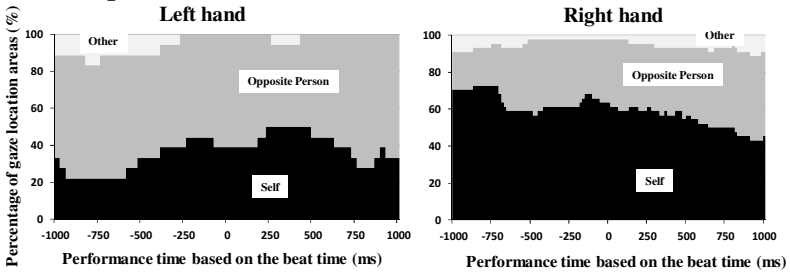 Left hand
Percentage of gaze location areas (%)
100
80
60
40
20
0
Other
Opposite Person
Self
-1000 -750 -500 -250 0 250 500 750 1000
Performance time based on the beat time (ms)
Right hand
100
80
60
40
20
0
Other
Opposite Person
Self
-1000 -750 -500 -250 0 250 500 750 1000
Performance time based on the beat time (ms)